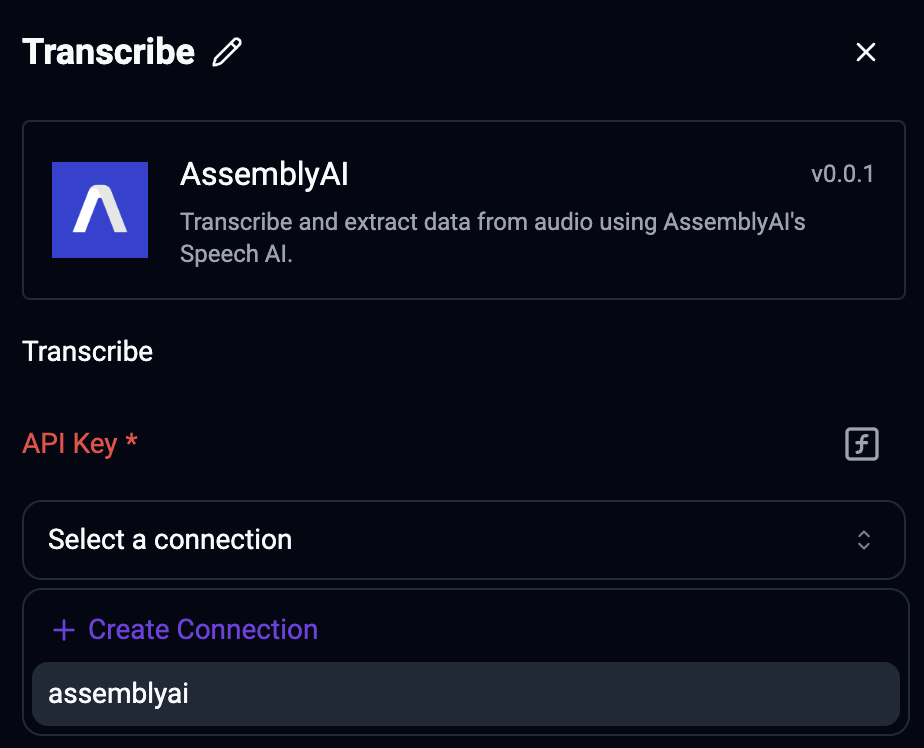 Transcribe
AssemblyAI
v0.0.1
Transcribe and extract data from audio using AssemblyAI's
Speech AI.
Transcribe
API Key *
Select a connection
+ Create Connection
assemblyai